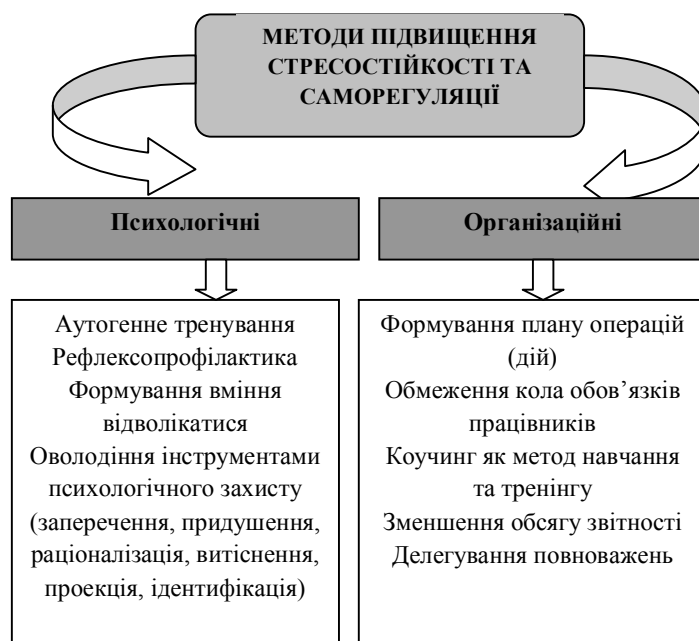 МЕТОДИ ПІДВИЩЕННЯ
СТРЕСОСТІЙКОСТІ ТА
САМОРЕГУЛЯЦІЇ
Психологічні
Аутогенне тренування
Рефлексопрофілактика
Формування вміння
відволікатися
Оволодіння інструментами
психологічного захисту
(заперечення, придушення,
раціоналізація, витіснення,
проекція, ідентифікація)
Організаційні
Формування плану операцій
(дій)
Обмеження кола обов’язків
працівників
Коучинг як метод навчання
та тренінгу
Зменшення обсягу звітності
Делегування повноважень